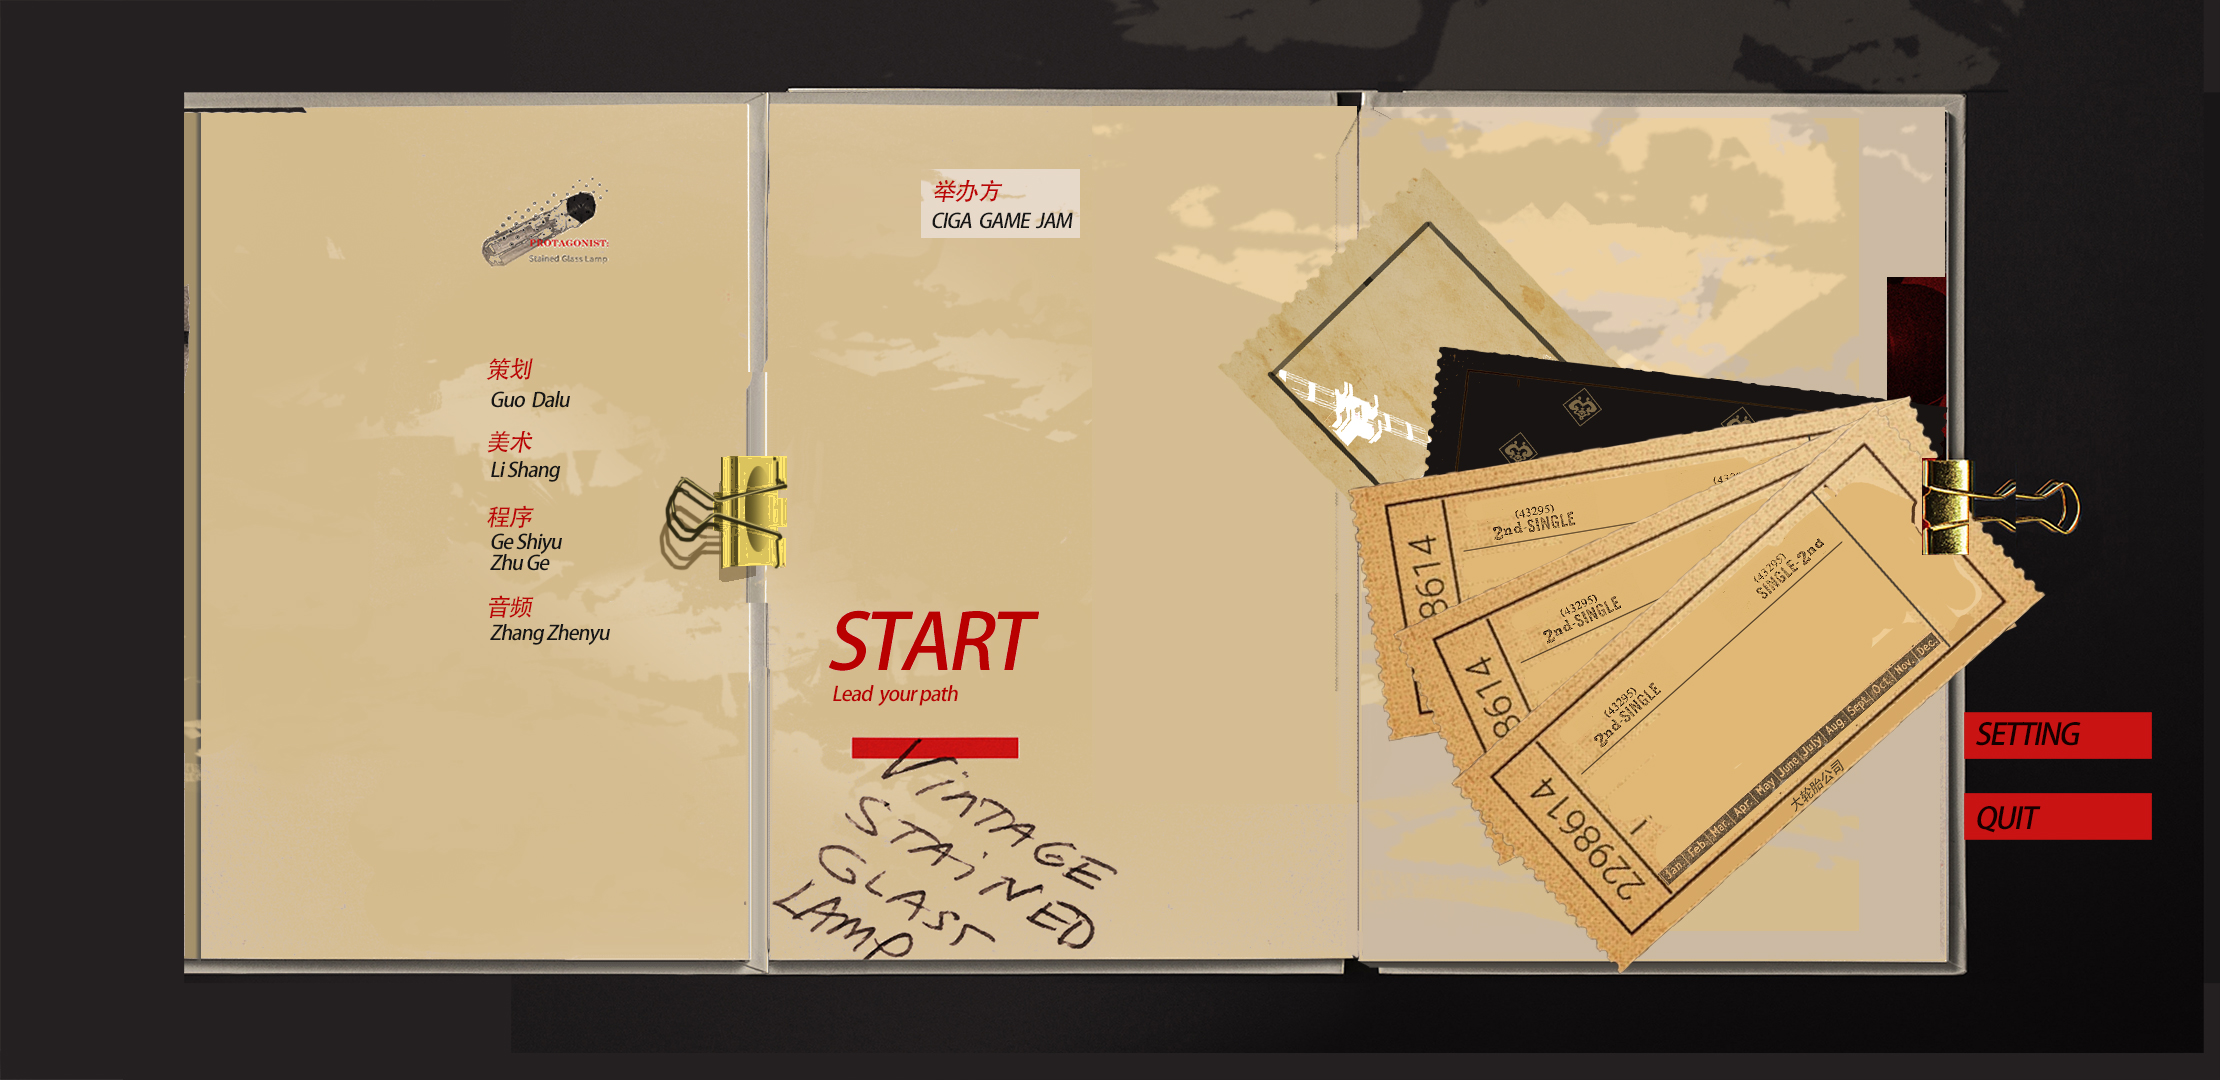 PROTAGONIST:
Stained Glass Lamp
策划
Guo Dalu
美术
Li Shang
程序
Ge Shiyu
Zhu Ge
音频
Zhang Zhenyu
举办方
CIGA GAME JAM
START
Lead your path
VinTAGE
STAiNED
GLASS
LAMP
(43295)
2nd-SINGLE
(43
8614
(43295)
2nd-SINGLE
8614
(43295)
SINGLE-2nd
(43295)
2nd-SINGLE
Jan. Feb. Mar. Apr. May June July Aug. Sept. Oct. Nov. Dec.
大轮胎公司
2298614
SETTING
QUIT